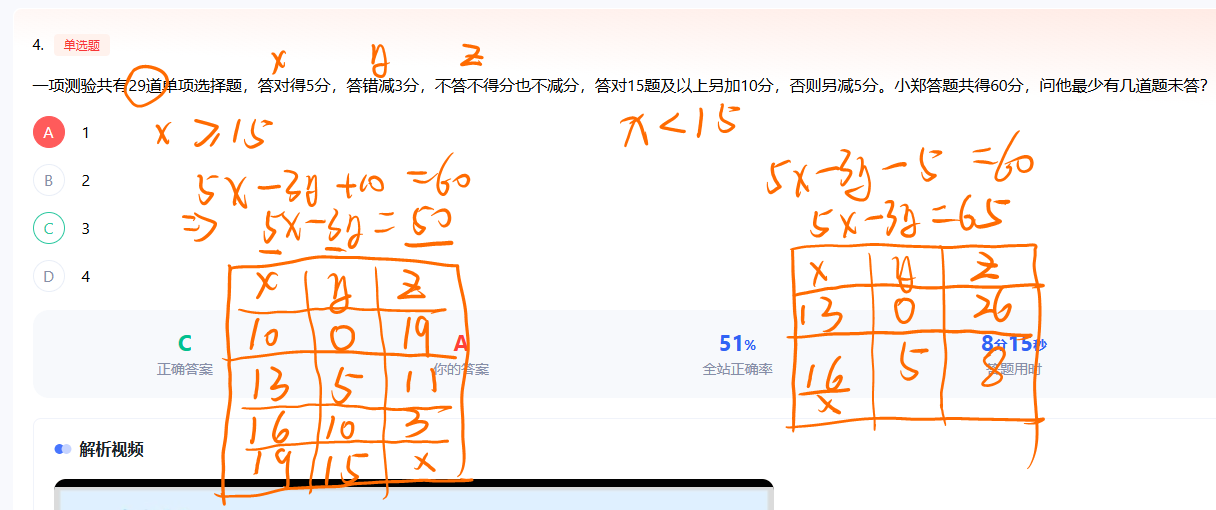 4. 单选题
x y z
一项测验共有29道单项选择题，答对得5分，答错减3分，不答不得分也不减分，答对15题及以上另加10分，否则另减5分。小郑答题共得60分，问他最少有几道题未答?
A 1
B 2
C 3
D 4
x ⩾ 15
5x-3y+10=60
⇒ 5x-3y=50
x y z
10 0 19
13 5 11
16 10 3
19 15 x
x<15
5x-3y-5=60
5x-3y=65
x y z
13 0 26
16 5 8
x
C
正确答案
A
你的答案
51%
全站正确率
8分15秒
答题用时
解析视频